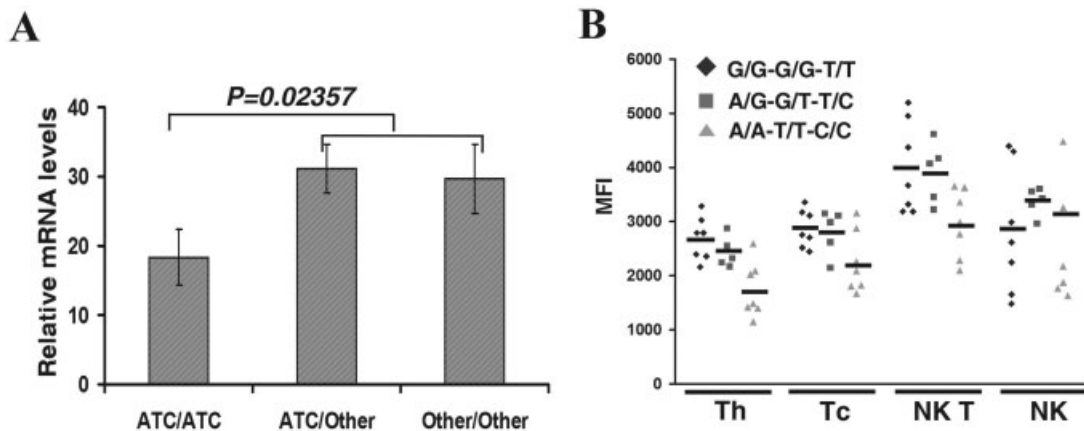 A
P=0.02357
Relative mRNA levels
40
30
20
10
0
ATC/ATC
ATC/Other
Other/Other
B
MFI
6000
5000
4000
3000
2000
1000
0
G/G-G/G-T/T
A/G-G/T-T/C
A/A-T/T-C/C
Th
Tc
NK T
NK